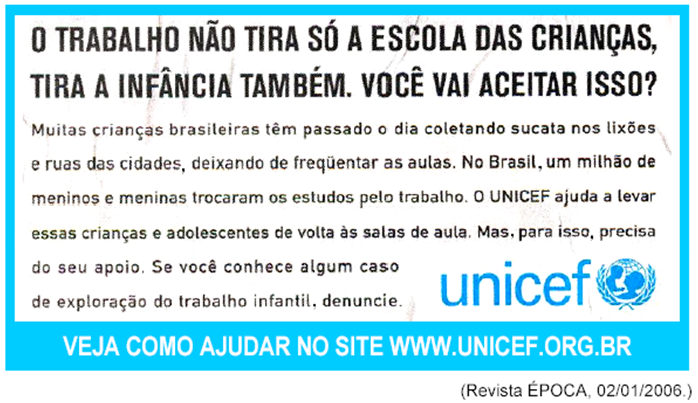 O TRABALHO NÃO TIRA SÓ A ESCOLA DAS CRIANÇAS,
TIRA A INFÂNCIA TAMBÉM. VOCÊ VAI ACEITAR ISSO?
Muitas crianças brasileiras têm passado o dia coletando sucata nos lixões
e ruas das cidades, deixando de freqüentar as aulas. No Brasil, um milhão de
meninos e meninas trocaram os estudos pelo trabalho. O UNICEF ajuda a levar
essas crianças e adolescentes de volta às salas de aula. Mas, para isso, precisa
do seu apoio. Se você conhece algum caso
de exploração do trabalho infantil, denuncie.
unicef
VEJA COMO AJUDAR NO SITE WWW.UNICEF.ORG.BR
(Revista ÉPOCA, 02/01/2006.)